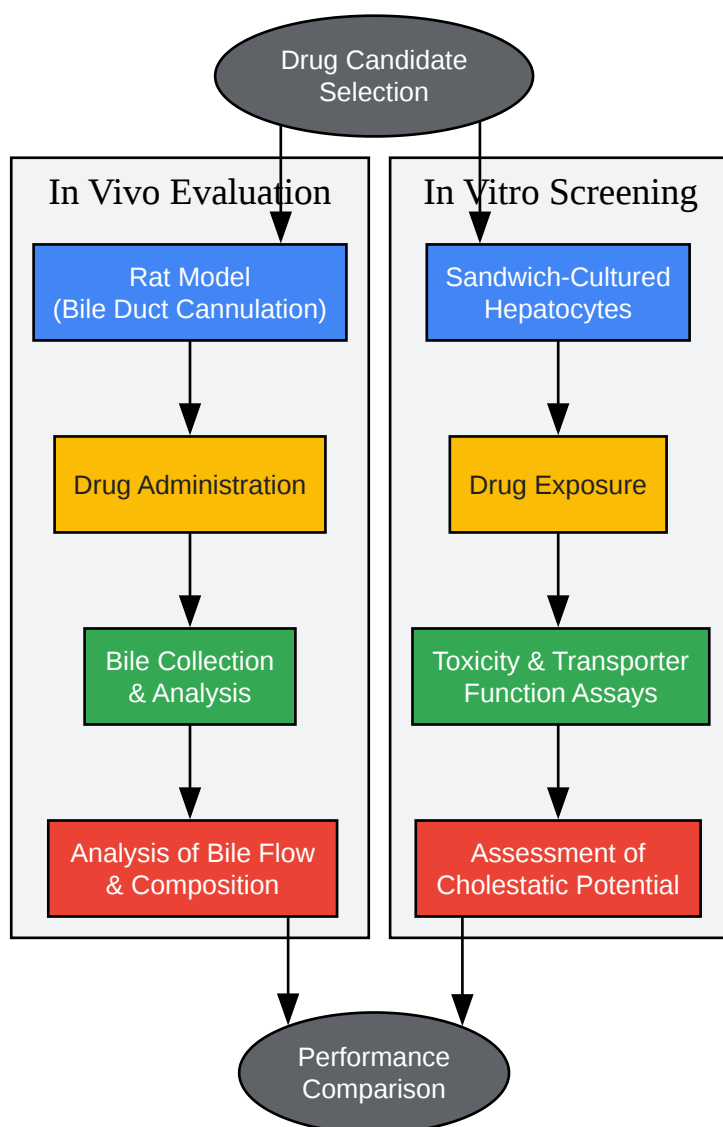 Drug Candidate
Selection
In Vivo Evaluation
Rat Model
(Bile Duct Cannulation)
Drug Administration
Bile Collection
& Analysis
Analysis of Bile Flow
& Composition
In Vitro Screening
Sandwich-Cultured
Hepatocytes
Drug Exposure
Toxicity & Transporter
Function Assays
Assessment of
Cholestatic Potential
Performance
Comparison